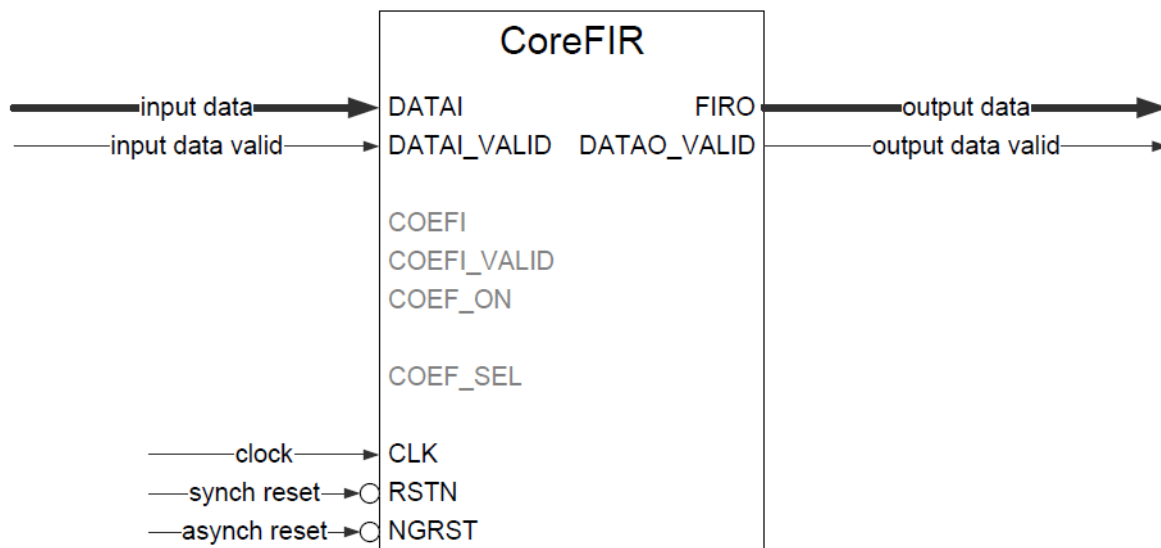 CoreFIR
input data DATAI FIRO output data
input data valid DATAI_VALID DATAO_VALID output data valid
COEFI
COEFI_VALID
COEF_ON
COEF_SEL
clock CLK
synch reset RSTN
asynch reset NGRST